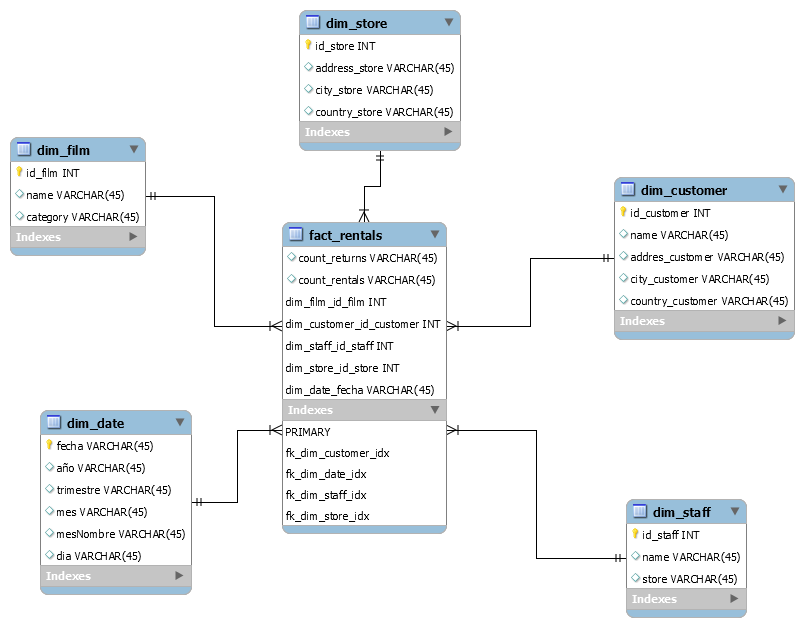 dim_store
id_store INT
address_store VARCHAR(45)
city_store VARCHAR(45)
country_store VARCHAR(45)
Indexes
dim_film
id_film INT
name VARCHAR(45)
category VARCHAR(45)
Indexes
fact_rentals
count_returns VARCHAR(45)
count_rentals VARCHAR(45)
dim_film_id_film INT
dim_customer_id_customer INT
dim_staff_id_staff INT
dim_store_id_store INT
dim_date_fecha VARCHAR(45)
Indexes
PRIMARY
fk_dim_customer_idx
fk_dim_date_idx
fk_dim_staff_idx
fk_dim_store_idx
dim_customer
id_customer INT
name VARCHAR(45)
addres_customer VARCHAR(45)
city_customer VARCHAR(45)
country_customer VARCHAR(45)
Indexes
dim_date
fecha VARCHAR(45)
año VARCHAR(45)
trimestre VARCHAR(45)
mes VARCHAR(45)
mesNombre VARCHAR(45)
dia VARCHAR(45)
Indexes
dim_staff
id_staff INT
name VARCHAR(45)
store VARCHAR(45)
Indexes